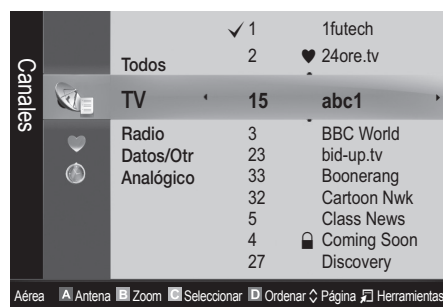 Canales
✓ 1 1futech
2 ♥ 24ore.tv
Todos
TV 15 abc1
Radio 3 BBC World
Datos/Otr 23 bid-up.tv
Analógico 33 Boonerang
32 Cartoon Nwk
5 Class News
4 Coming Soon
27 Discovery
Aérea A Antena B Zoom C Seleccionar D Ordenar Página Herramientas